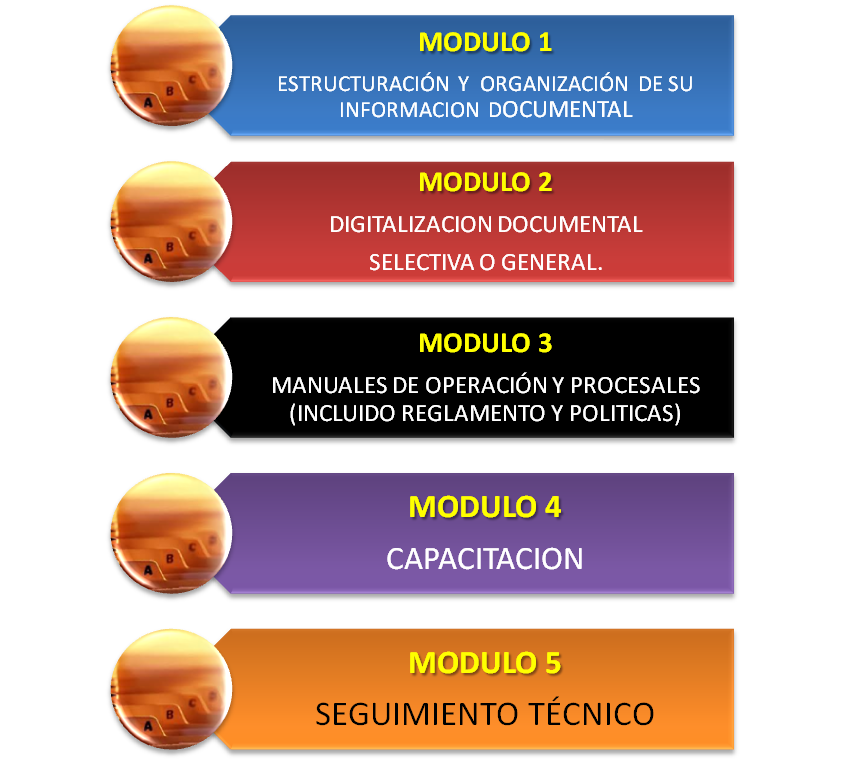 MODULO 1
ESTRUCTURACIÓN Y ORGANIZACIÓN DE SU
INFORMACION DOCUMENTAL
A B C D
MODULO 2
DIGITALIZACION DOCUMENTAL
SELECTIVA O GENERAL.
A B C D
MODULO 3
MANUALES DE OPERACIÓN Y PROCESALES
(INCLUIDO REGLAMENTO Y POLITICAS)
A B C D
MODULO 4
CAPACITACION
A B C D
MODULO 5
SEGUIMIENTO TÉCNICO
A B C D